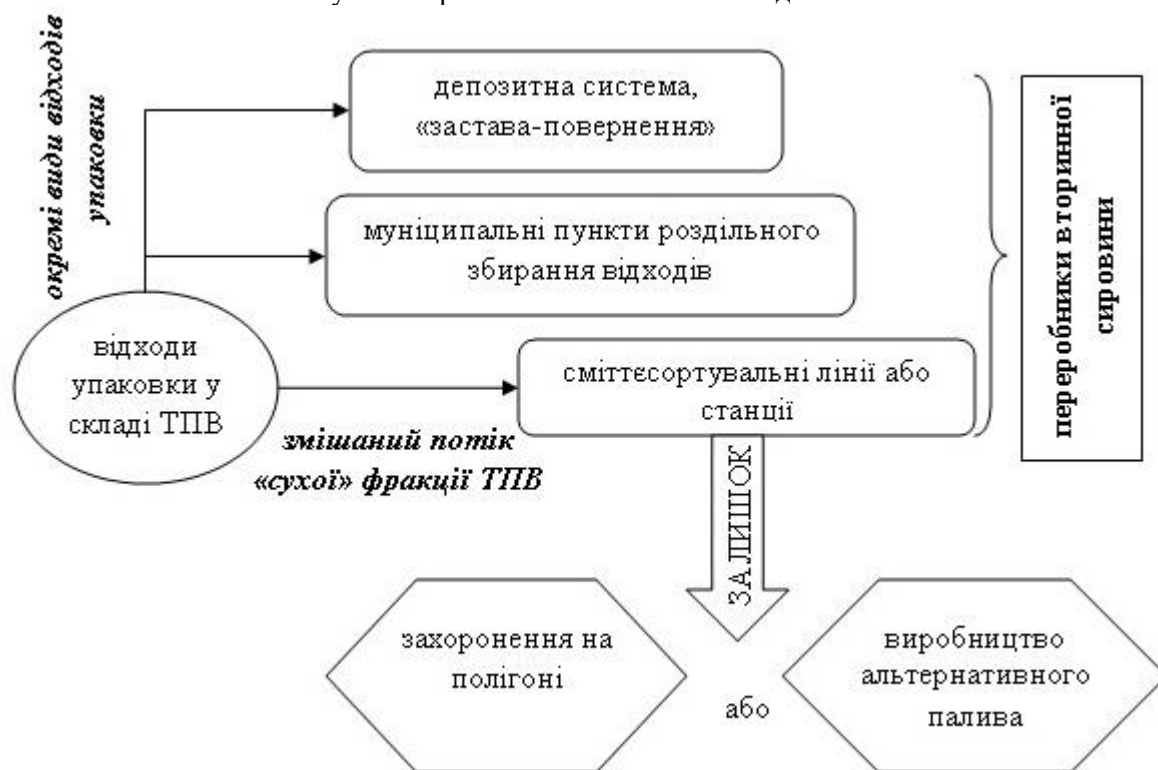 окремі види відходів
упаковки
депозитна система,
«застава-повернення»
муніципальні пункти роздільного
збирання відходів
відходи
упаковки у
складі ТПВ
сміттєсортувальні лінії або
станції
змішаний потік
«сухої» фракції ТПВ
переробники вторинної
сировини
ЗАЛИШОК
захоронення на
полігоні
або
виробництво
альтернативного
палива